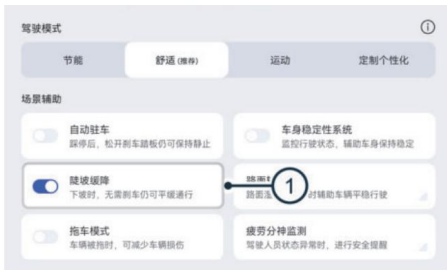 驾驶模式
节能 舒适(推荐) 运动 定制个性化
场景辅助
自动驻车 车身稳定性系统
踩停后，松开刹车踏板仍可保持静止 监控行驶状态，辅助车身保持稳定
陡坡缓降 路面
下坡时，无需刹车仍可平缓通行 1 路面 时辅助车辆平稳行驶
拖车模式 疲劳分神监测
车辆被拖时，可减少车辆损伤 驾驶人员状态异常时，进行安全提醒